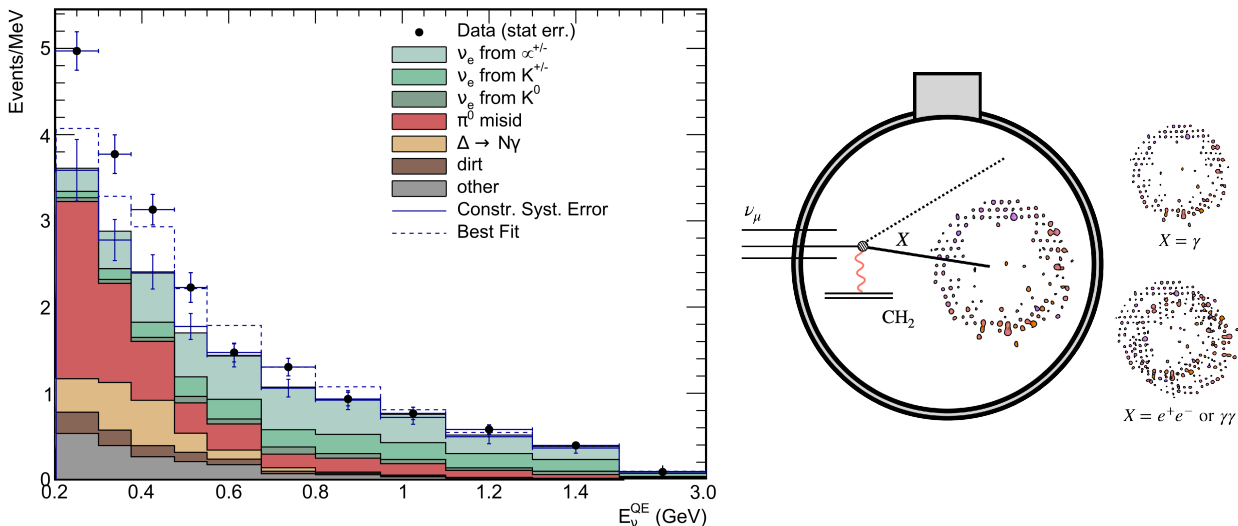 Events/MeV
5
4
3
2
1
0
Data (stat err.)
νe from ∝+/-
νe from K+/-
νe from K0
π0 misid
Δ → Nγ
dirt
other
Constr. Syst. Error
Best Fit
0.2 0.4 0.6 0.8 1 1.2 1.4 3.0
EνQE (GeV)
νμ
X
CH2
X = γ
X = e+e− or γγ